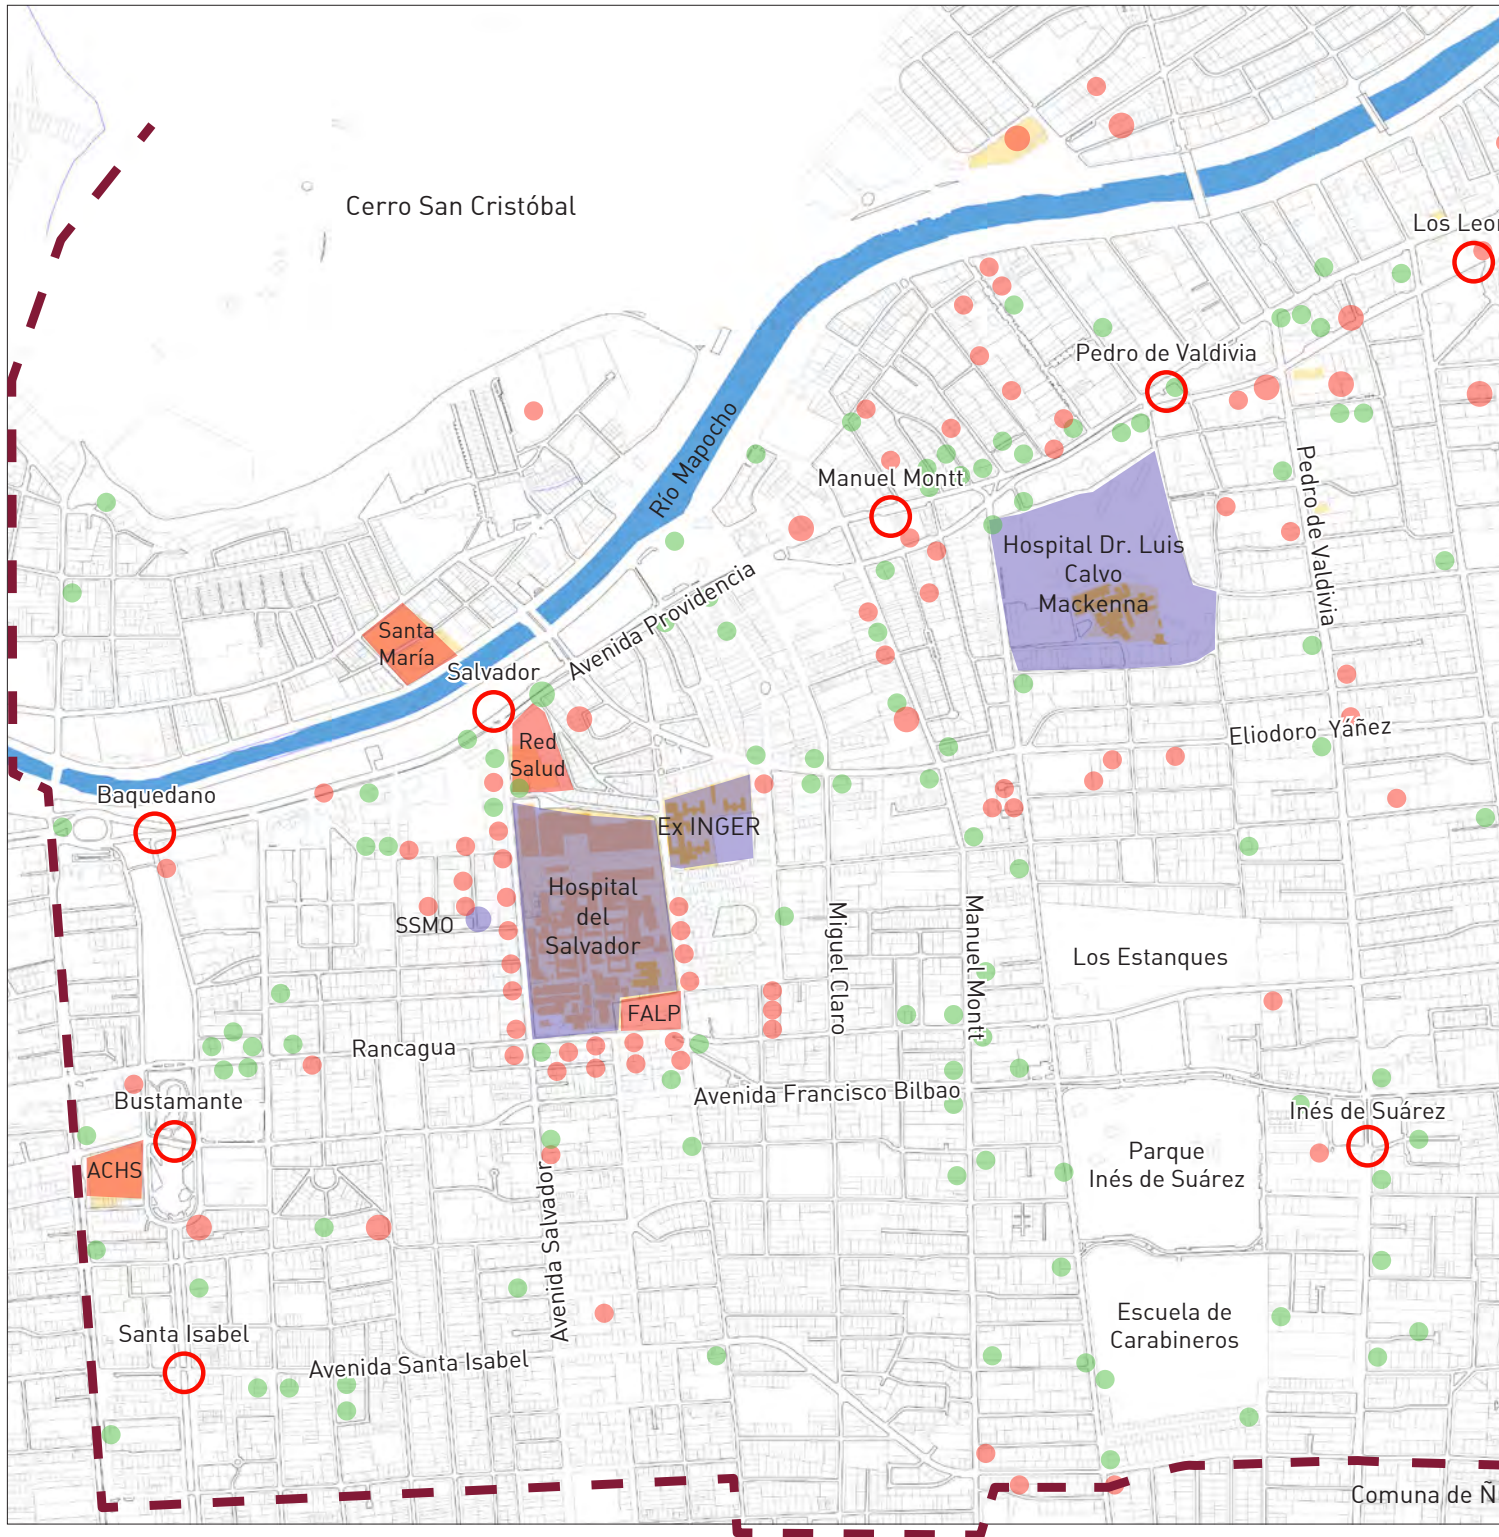 Cerro San Cristóbal
Los Leon
Pedro de Valdivia
Río Mapocho
Manuel Montt
Pedro de Valdivia
Hospital Dr. Luis
Calvo
Mackenna
Avenida Providencia
Santa
María
Salvador
Red
Salud
Eliodoro Yáñez
Baquedano
Ex INGER
Hospital
del
Salvador
SSMO
Miguel Claro
Manuel Montt
Los Estanques
FALP
Rancagua
Avenida Francisco Bilbao
Bustamante
Inés de Suárez
ACHS
Parque
Inés de Suárez
Avenida Salvador
Escuela de
Carabineros
Santa Isabel
Avenida Santa Isabel
Comuna de Ñ